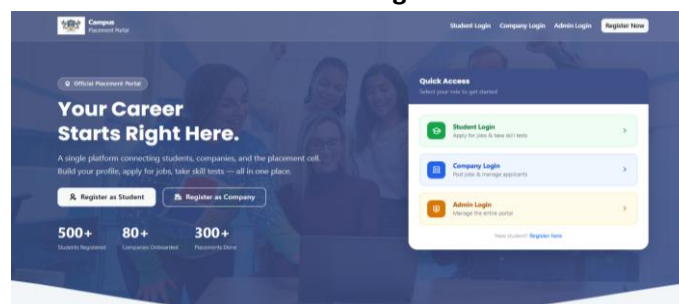 Campus
Placement Portal
Student Login Company Login Admin Login Register Now
Official Placement Portal
Your Career
Starts Right Here.
A single platform connecting students, companies, and the placement cell.
Build your profile, apply for jobs, take skill tests — all in one place.
Register as Student Register as Company
500+ 80+ 300+
Students Registered Companies Onboarded Placements Done
Quick Access
Select your role to get started
Student Login
Apply for jobs & take skill tests
Company Login
Post jobs & manage applicants
Admin Login
Manage the entire portal
New student? Register here